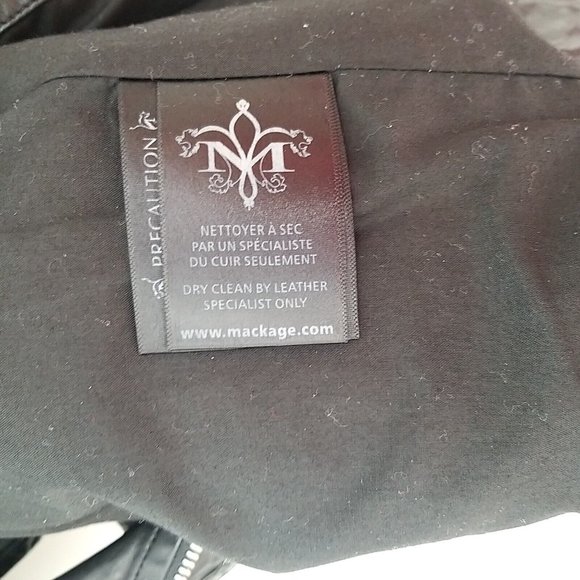 PRECAUTION
M
NETTOYER À SEC
PAR UN SPÉCIALISTE
DU CUIR SEULEMENT
DRY CLEAN BY LEATHER
SPECIALIST ONLY
www.mackage.com